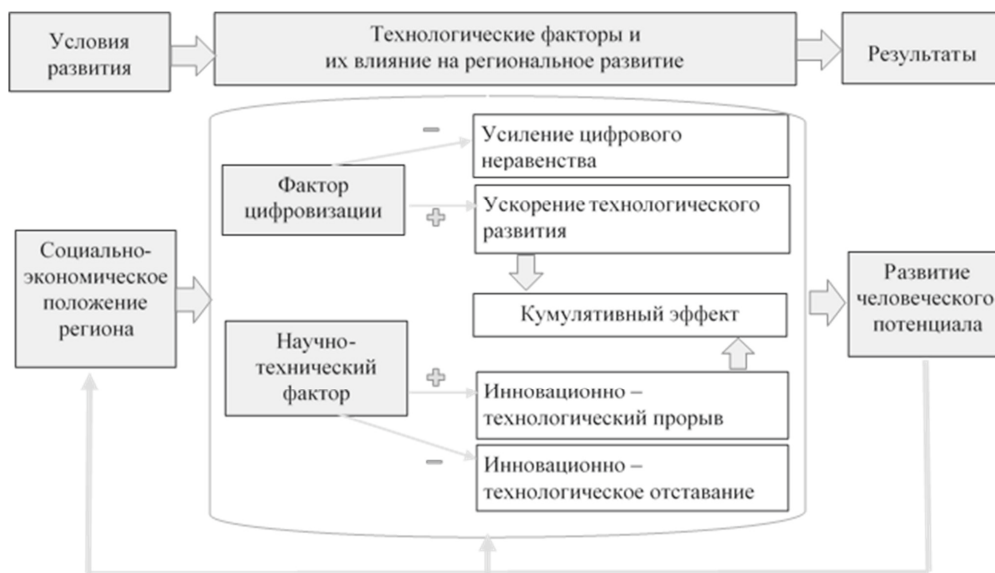 Условия
развития
Технологические факторы и
их влияние на региональное развитие
Результаты
−
Усиление цифрового
неравенства
Фактор
цифровизации
+
Ускорение технологического
развития
Социально-
экономическое
положение
региона
Развитие
человеческого
потенциала
Кумулятивный эффект
Научно-
технический
фактор
+
Инновационно –
технологический прорыв
−
Инновационно –
технологическое отставание